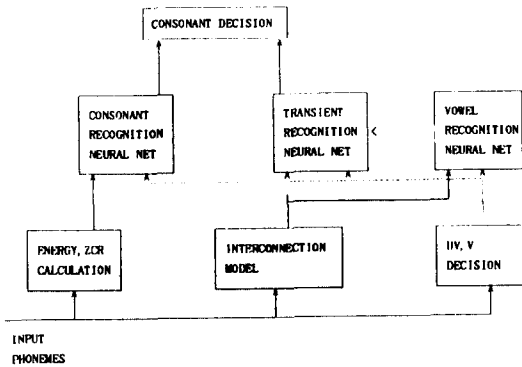 CONSONANT DECISION
CONSONANT
RECOGNITION
NEURAL NET
TRANSIENT
RECOGNITION
NEURAL NET
VOWEL
RECOGNITION
NEURAL NET
ENERGY, ZCR
CALCULATION
INTERCONNECTION
MODEL
UV, V
DECISION
INPUT
PHONEMES